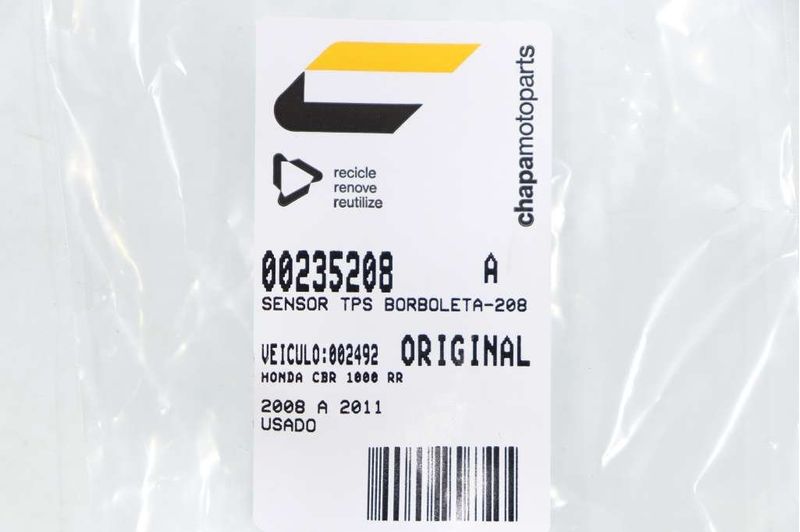 chapamotoparts
recicle
renove
reutilize
00235208 A
SENSOR TPS BORBOLETA-208
VEICULO:002492 ORIGINAL
HONDA CBR 1000 RR
2008 A 2011
USADO